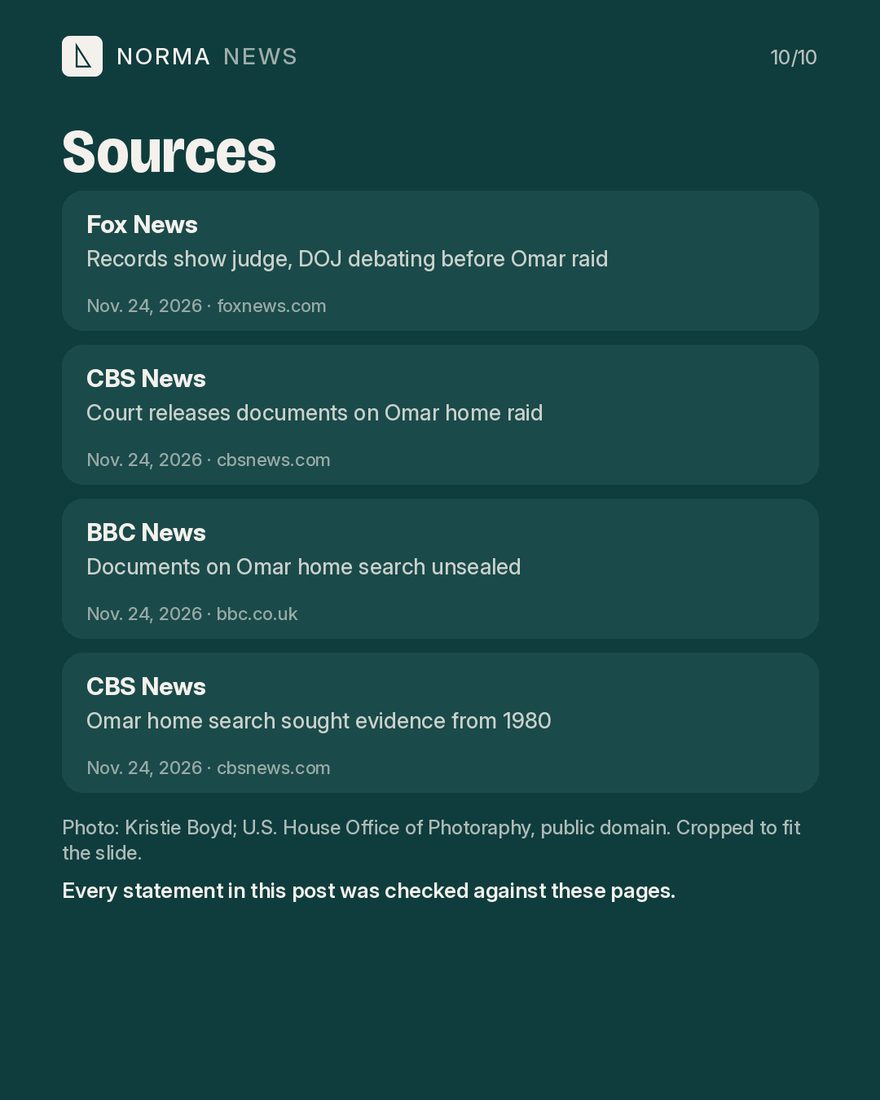 NORMA NEWS
10/10
Sources
Fox News
Records show judge, DOJ debating before Omar raid
Nov. 24, 2026 · foxnews.com
CBS News
Court releases documents on Omar home raid
Nov. 24, 2026 · cbsnews.com
BBC News
Documents on Omar home search unsealed
Nov. 24, 2026 · bbc.co.uk
CBS News
Omar home search sought evidence from 1980
Nov. 24, 2026 · cbsnews.com
Photo: Kristie Boyd; U.S. House Office of Photoraphy, public domain. Cropped to fit
the slide.
Every statement in this post was checked against these pages.